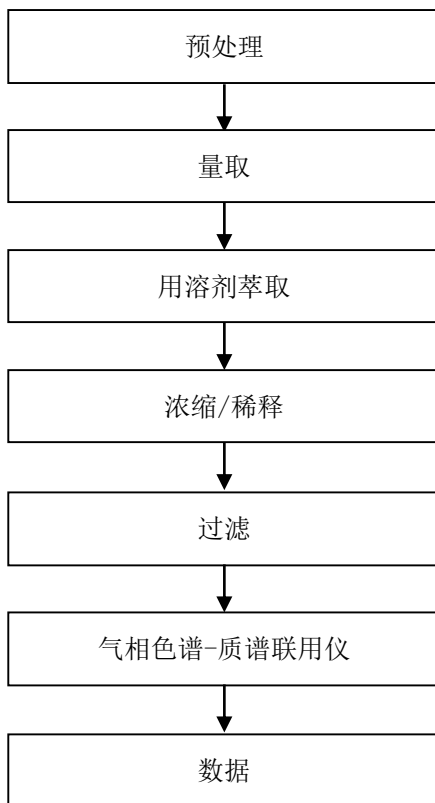 预处理
量取
用溶剂萃取
浓缩/稀释
过滤
气相色谱-质谱联用仪
数据